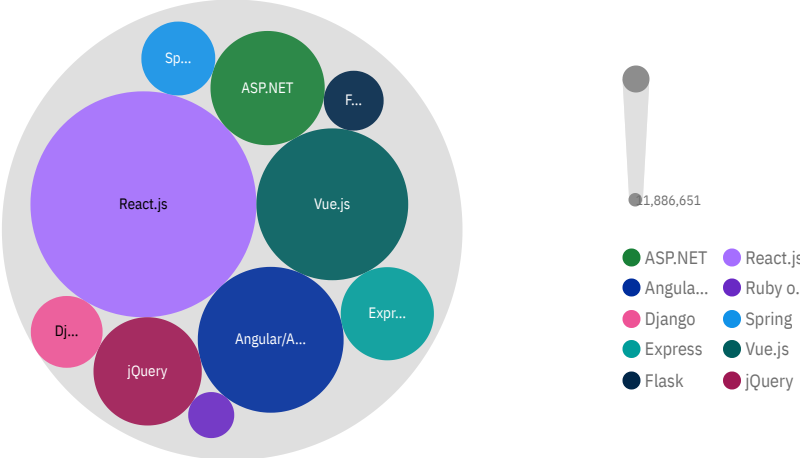 Sp...
ASP.NET
F...
React.js
Vue.js
Expr...
Dj...
Angular/A...
jQuery
11,886,651
ASP.NET
React.js
Angula...
Ruby o...
Django
Spring
Express
Vue.js
Flask
jQuery